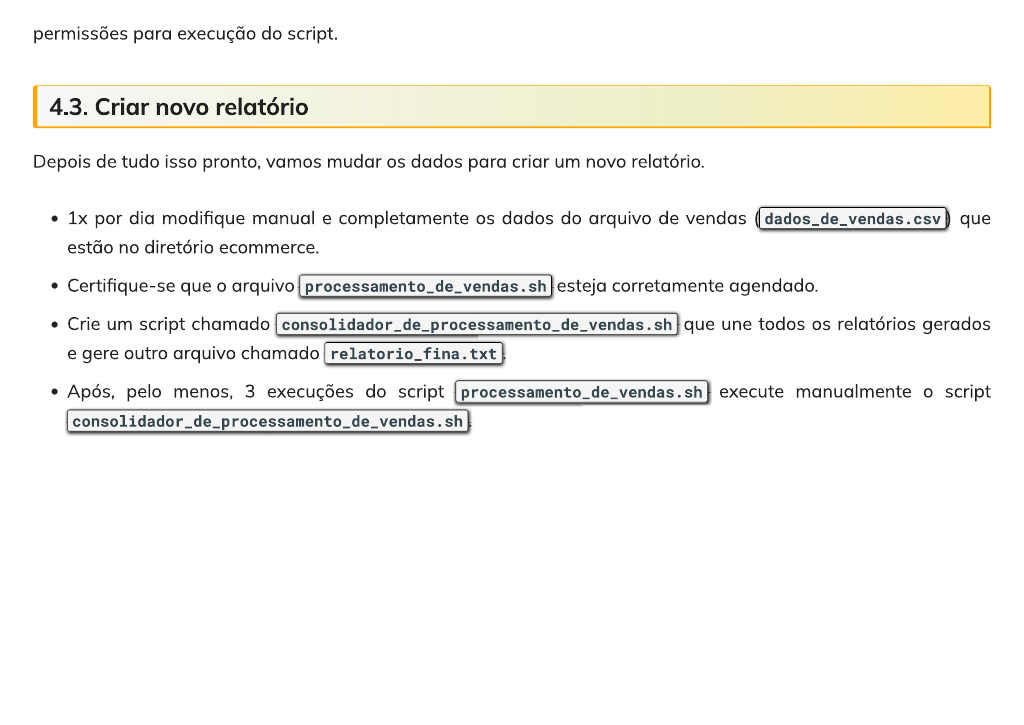 permissões para execução do script.
4.3. Criar novo relatório
Depois de tudo isso pronto, vamos mudar os dados para criar um novo relatório.
• 1x por dia modifique manual e completamente os dados do arquivo de vendas (dados_de_vendas.csv) que
estão no diretório ecommerce.
• Certifique-se que o arquivo processamento_de_vendas.sh esteja corretamente agendado.
• Crie um script chamado consolidador_de_processamento_de_vendas.sh que une todos os relatórios gerados
e gere outro arquivo chamado relatorio_fina.txt.
• Após, pelo menos, 3 execuções do script processamento_de_vendas.sh execute manualmente o script
consolidador_de_processamento_de_vendas.sh.